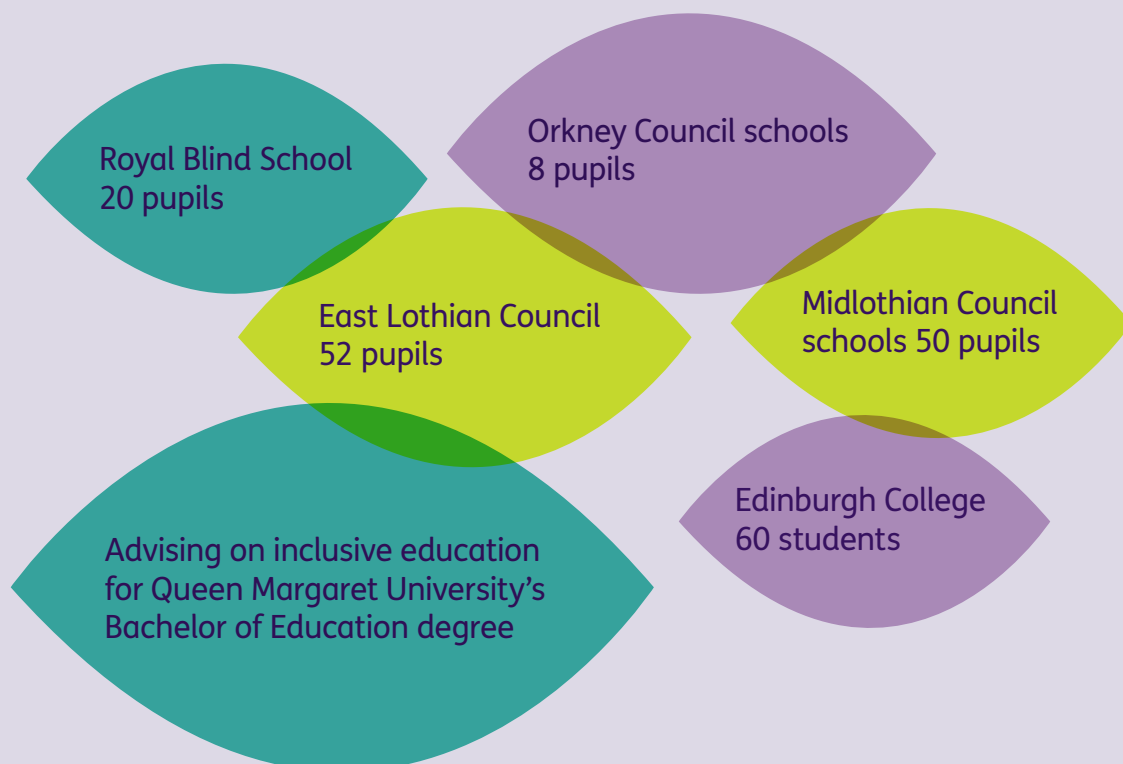 Royal Blind School
20 pupils
Orkney Council schools
8 pupils
East Lothian Council
52 pupils
Midlothian Council
schools 50 pupils
Edinburgh College
60 students
Advising on inclusive education
for Queen Margaret University’s
Bachelor of Education degree